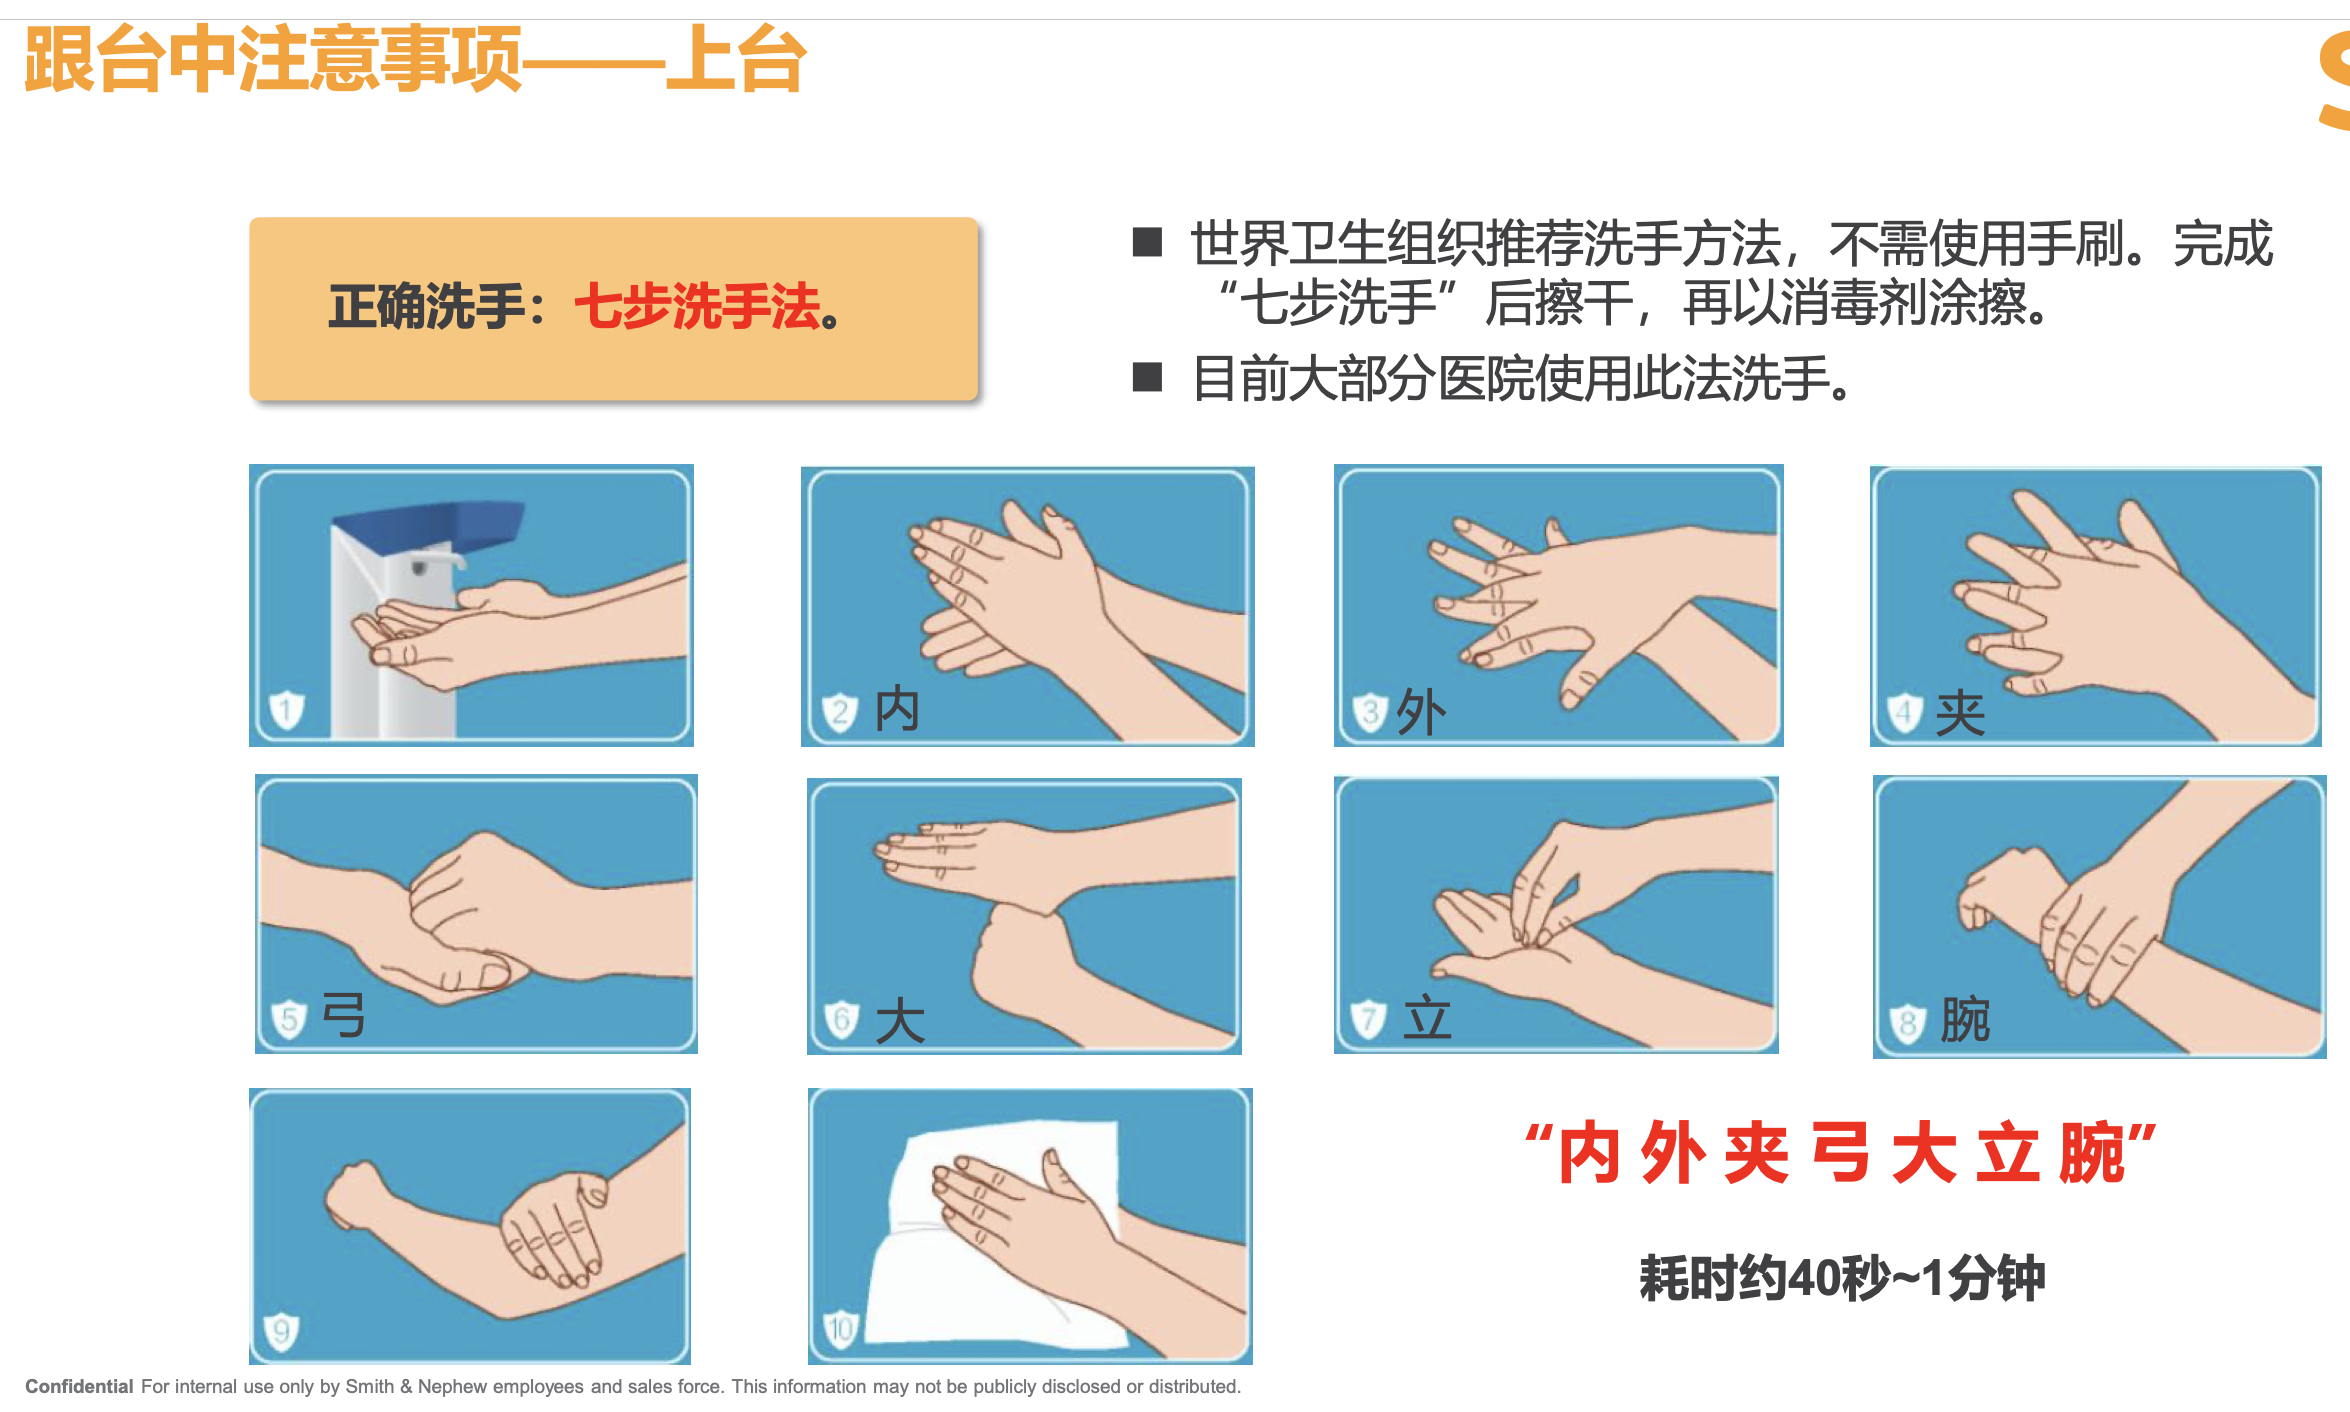 跟台中注意事项——上台
正确洗手：七步洗手法。
■ 世界卫生组织推荐洗手方法，不需使用手刷。完成
“七步洗手”后擦干，再以消毒剂涂擦。
■ 目前大部分医院使用此法洗手。
1
2 内
3 外
4 夹
5 弓
6 大
7 立
8 腕
9
10
“内 外 夹 弓 大 立 腕”
耗时约40秒~1分钟
Confidential For internal use only by Smith & Nephew employees and sales force. This information may not be publicly disclosed or distributed.